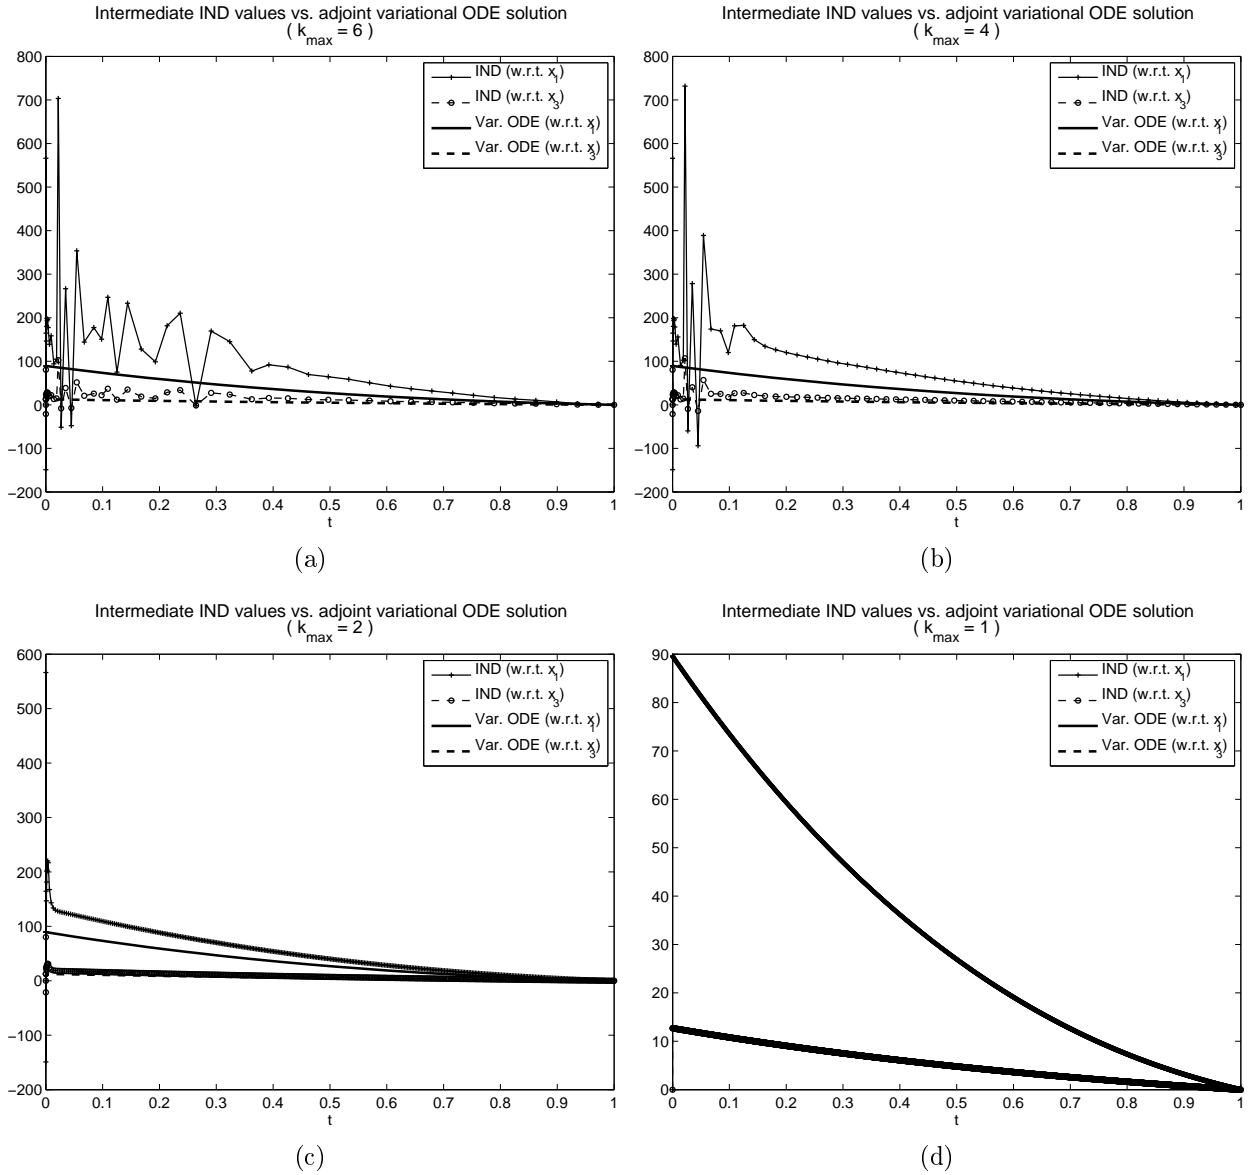 Intermediate IND values vs. adjoint variational ODE solution
( k_max = 6 )
800
700
600
500
400
300
200
100
0
−100
−200
0 0.1 0.2 0.3 0.4 0.5 0.6 0.7 0.8 0.9 1
t
IND (w.r.t. x_1)
IND (w.r.t. x_3)
Var. ODE (w.r.t. x_1)
Var. ODE (w.r.t. x_3)
(a)
Intermediate IND values vs. adjoint variational ODE solution
( k_max = 4 )
800
700
600
500
400
300
200
100
0
−100
−200
0 0.1 0.2 0.3 0.4 0.5 0.6 0.7 0.8 0.9 1
t
IND (w.r.t. x_1)
IND (w.r.t. x_3)
Var. ODE (w.r.t. x_1)
Var. ODE (w.r.t. x_3)
(b)
Intermediate IND values vs. adjoint variational ODE solution
( k_max = 2 )
600
500
400
300
200
100
0
−100
−200
0 0.1 0.2 0.3 0.4 0.5 0.6 0.7 0.8 0.9 1
t
IND (w.r.t. x_1)
IND (w.r.t. x_3)
Var. ODE (w.r.t. x_1)
Var. ODE (w.r.t. x_3)
(c)
Intermediate IND values vs. adjoint variational ODE solution
( k_max = 1 )
90
80
70
60
50
40
30
20
10
0
0 0.1 0.2 0.3 0.4 0.5 0.6 0.7 0.8 0.9 1
t
IND (w.r.t. x_1)
IND (w.r.t. x_3)
Var. ODE (w.r.t. x_1)
Var. ODE (w.r.t. x_3)
(d)